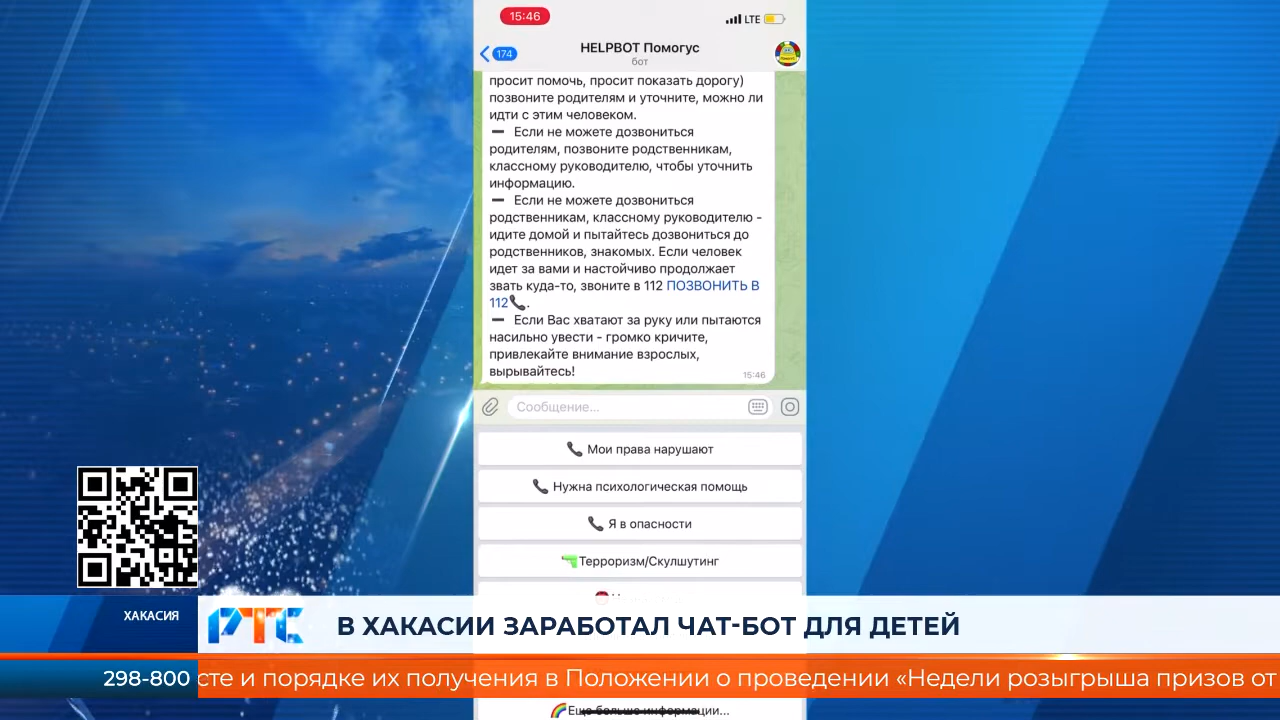 15:46
LTE
174
HELPBOT Помогус
бот
просит помочь, просит показать дорогу)
позвоните родителям и уточните, можно ли
идти с этим человеком.
➖ Если не можете дозвониться
родителям, позвоните родственникам,
классному руководителю, чтобы уточнить
информацию.
➖ Если не можете дозвониться
родственникам, классному руководителю -
идите домой и пытайтесь дозвониться до
родственников, знакомых. Если человек
идет за вами и настойчиво продолжает
звать куда-то, звоните в 112 ПОЗВОНИТЬ В
112📞.
➖ Если Вас хватают за руку или пытаются
насильно увести - громко кричите,
привлекайте внимание взрослых,
вырывайтесь!
15:46
Сообщение...
📞 Мои права нарушают
📞 Нужна психологическая помощь
📞 Я в опасности
🔫Терроризм/Скулшутинг
ХАКАСИЯ
РТС
В ХАКАСИИ ЗАРАБОТАЛ ЧАТ-БОТ ДЛЯ ДЕТЕЙ
298-800
сте и порядке их получения в Положении о проведении «Недели розыгрыша призов от
🌈Еще больше информации...